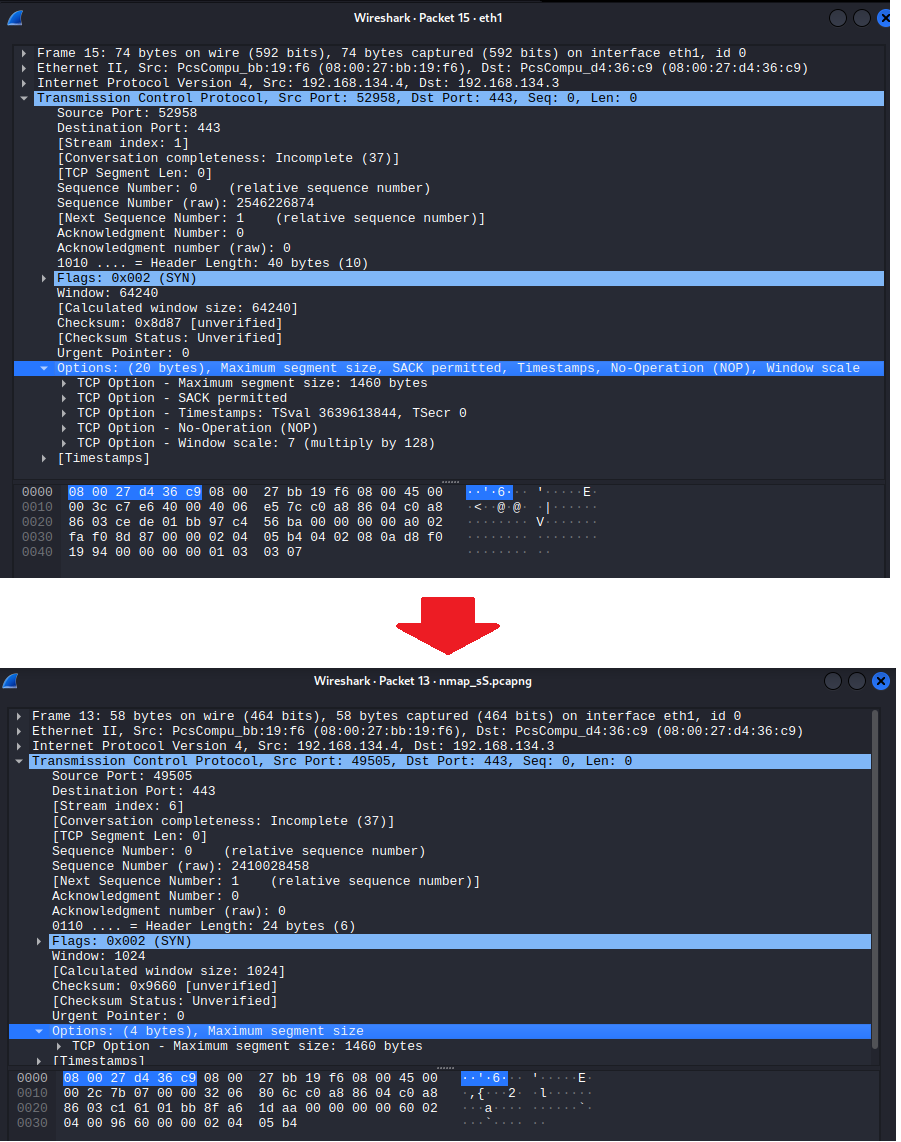 Wireshark · Packet 15 · eth1
Frame 15: 74 bytes on wire (592 bits), 74 bytes captured (592 bits) on interface eth1, id 0
Ethernet II, Src: PcsCompu_bb:19:f6 (08:00:27:bb:19:f6), Dst: PcsCompu_d4:36:c9 (08:00:27:d4:36:c9)
Internet Protocol Version 4, Src: 192.168.134.4, Dst: 192.168.134.3
Transmission Control Protocol, Src Port: 52958, Dst Port: 443, Seq: 0, Len: 0
Source Port: 52958
Destination Port: 443
[Stream index: 1]
[Conversation completeness: Incomplete (37)]
[TCP Segment Len: 0]
Sequence Number: 0    (relative sequence number)
Sequence Number (raw): 2546226874
[Next Sequence Number: 1    (relative sequence number)]
Acknowledgment Number: 0
Acknowledgment number (raw): 0
1010 .... = Header Length: 40 bytes (10)
Flags: 0x002 (SYN)
Window: 64240
[Calculated window size: 64240]
Checksum: 0x8d87 [unverified]
[Checksum Status: Unverified]
Urgent Pointer: 0
Options: (20 bytes), Maximum segment size, SACK permitted, Timestamps, No-Operation (NOP), Window scale
TCP Option - Maximum segment size: 1460 bytes
TCP Option - SACK permitted
TCP Option - Timestamps: TSval 3639613844, TSecr 0
TCP Option - No-Operation (NOP)
TCP Option - Window scale: 7 (multiply by 128)
[Timestamps]
0000 08 00 27 d4 36 c9 08 00 27 bb 19 f6 08 00 45 00 ··'·6··· '·····E·
0010 00 3c c7 e6 40 00 40 06 e5 7c c0 a8 86 04 c0 a8 ·<··@·@· ·|······
0020 86 03 ce de 01 bb 97 c4 56 ba 00 00 00 00 a0 02 ········ V·······
0030 fa f0 8d 87 00 00 02 04 05 b4 04 02 08 0a d8 f0 ········ ········
0040 19 94 00 00 00 00 01 03 03 07 ········ ··
Wireshark · Packet 13 · nmap_sS.pcapng
Frame 13: 58 bytes on wire (464 bits), 58 bytes captured (464 bits) on interface eth1, id 0
Ethernet II, Src: PcsCompu_bb:19:f6 (08:00:27:bb:19:f6), Dst: PcsCompu_d4:36:c9 (08:00:27:d4:36:c9)
Internet Protocol Version 4, Src: 192.168.134.4, Dst: 192.168.134.3
Transmission Control Protocol, Src Port: 49505, Dst Port: 443, Seq: 0, Len: 0
Source Port: 49505
Destination Port: 443
[Stream index: 6]
[Conversation completeness: Incomplete (37)]
[TCP Segment Len: 0]
Sequence Number: 0    (relative sequence number)
Sequence Number (raw): 2410028458
[Next Sequence Number: 1    (relative sequence number)]
Acknowledgment Number: 0
Acknowledgment number (raw): 0
0110 .... = Header Length: 24 bytes (6)
Flags: 0x002 (SYN)
Window: 1024
[Calculated window size: 1024]
Checksum: 0x9660 [unverified]
[Checksum Status: Unverified]
Urgent Pointer: 0
Options: (4 bytes), Maximum segment size
TCP Option - Maximum segment size: 1460 bytes
[Timestamps]
0000 08 00 27 d4 36 c9 08 00 27 bb 19 f6 08 00 45 00 ··'·6··· '·····E·
0010 00 2c 7b 07 00 00 32 06 80 6c c0 a8 86 04 c0 a8 ·,{···2· ·l······
0020 86 03 c1 61 01 bb 8f a6 1d aa 00 00 00 00 60 02 ···a···· ······`·
0030 04 00 96 60 00 00 02 04 05 b4 ···`···· ··